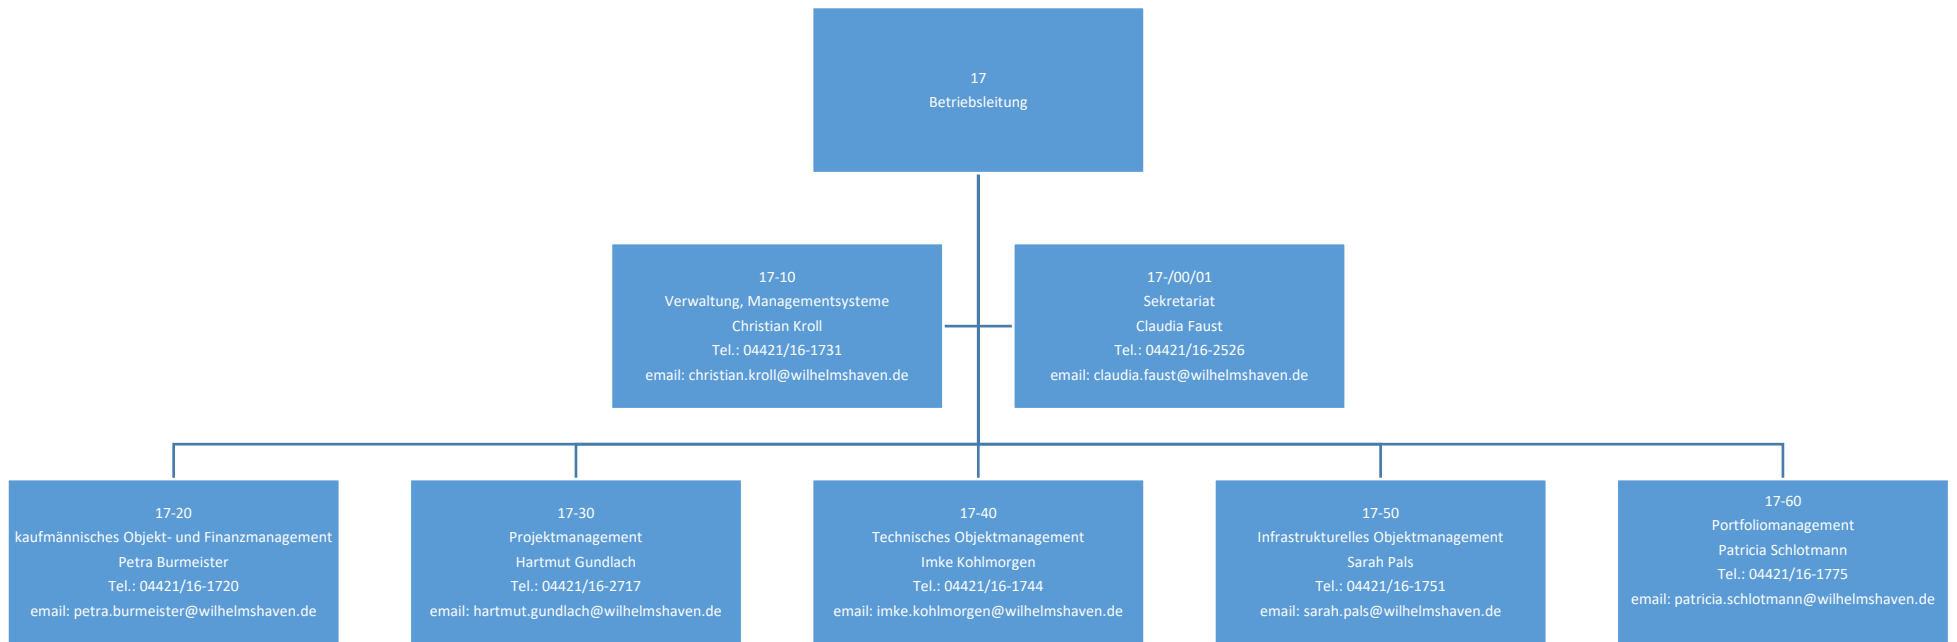 17
Betriebsleitung
17-10
Verwaltung, Managementsysteme
Christian Kroll
Tel.: 04421/16-1731
email: christian.kroll@wilhelmshaven.de
17-/00/01
Sekretariat
Claudia Faust
Tel.: 04421/16-2526
email: claudia.faust@wilhelmshaven.de
17-20
kaufmännisches Objekt- und Finanzmanagement
Petra Burmeister
Tel.: 04421/16-1720
email: petra.burmeister@wilhelmshaven.de
17-30
Projektmanagement
Hartmut Gundlach
Tel.: 04421/16-2717
email: hartmut.gundlach@wilhelmshaven.de
17-40
Technisches Objektmanagement
Imke Kohlmorgen
Tel.: 04421/16-1744
email: imke.kohlmorgen@wilhelmshaven.de
17-50
Infrastrukturelles Objektmanagement
Sarah Pals
Tel.: 04421/16-1751
email: sarah.pals@wilhelmshaven.de
17-60
Portfoliomanagement
Patricia Schlotmann
Tel.: 04421/16-1775
email: patricia.schlotmann@wilhelmshaven.de